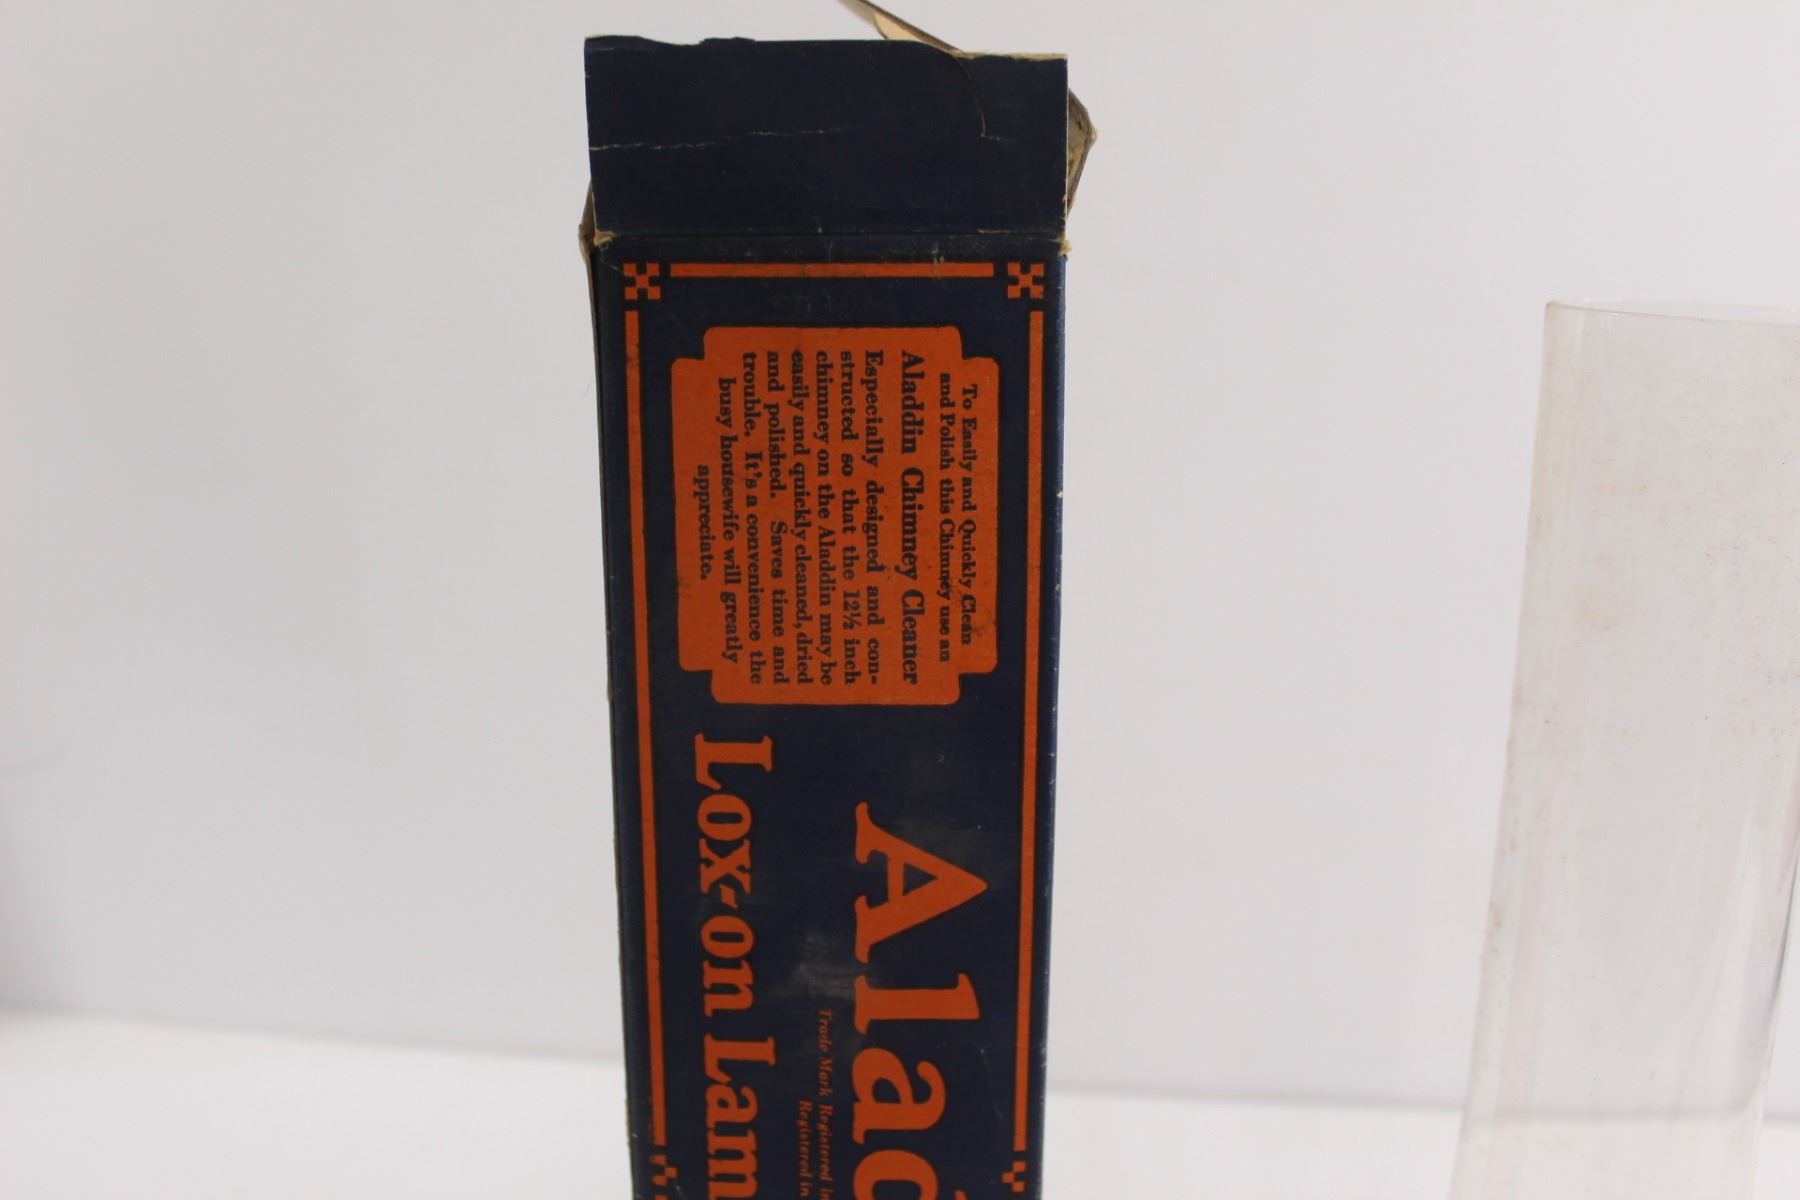 To Easily and Quickly Clean
and Polish this Chimney use an
Aladdin Chimney Cleaner
Especially designed and con-
structed so that the 12½ inch
chimney on the Aladdin may be
easily and quickly cleaned, dried
and polished. Saves time and
trouble. It's a convenience the
busy housewife will greatly
appreciate.
Alad
Trade Mark Registered in
Registered in
Lox-on Lam